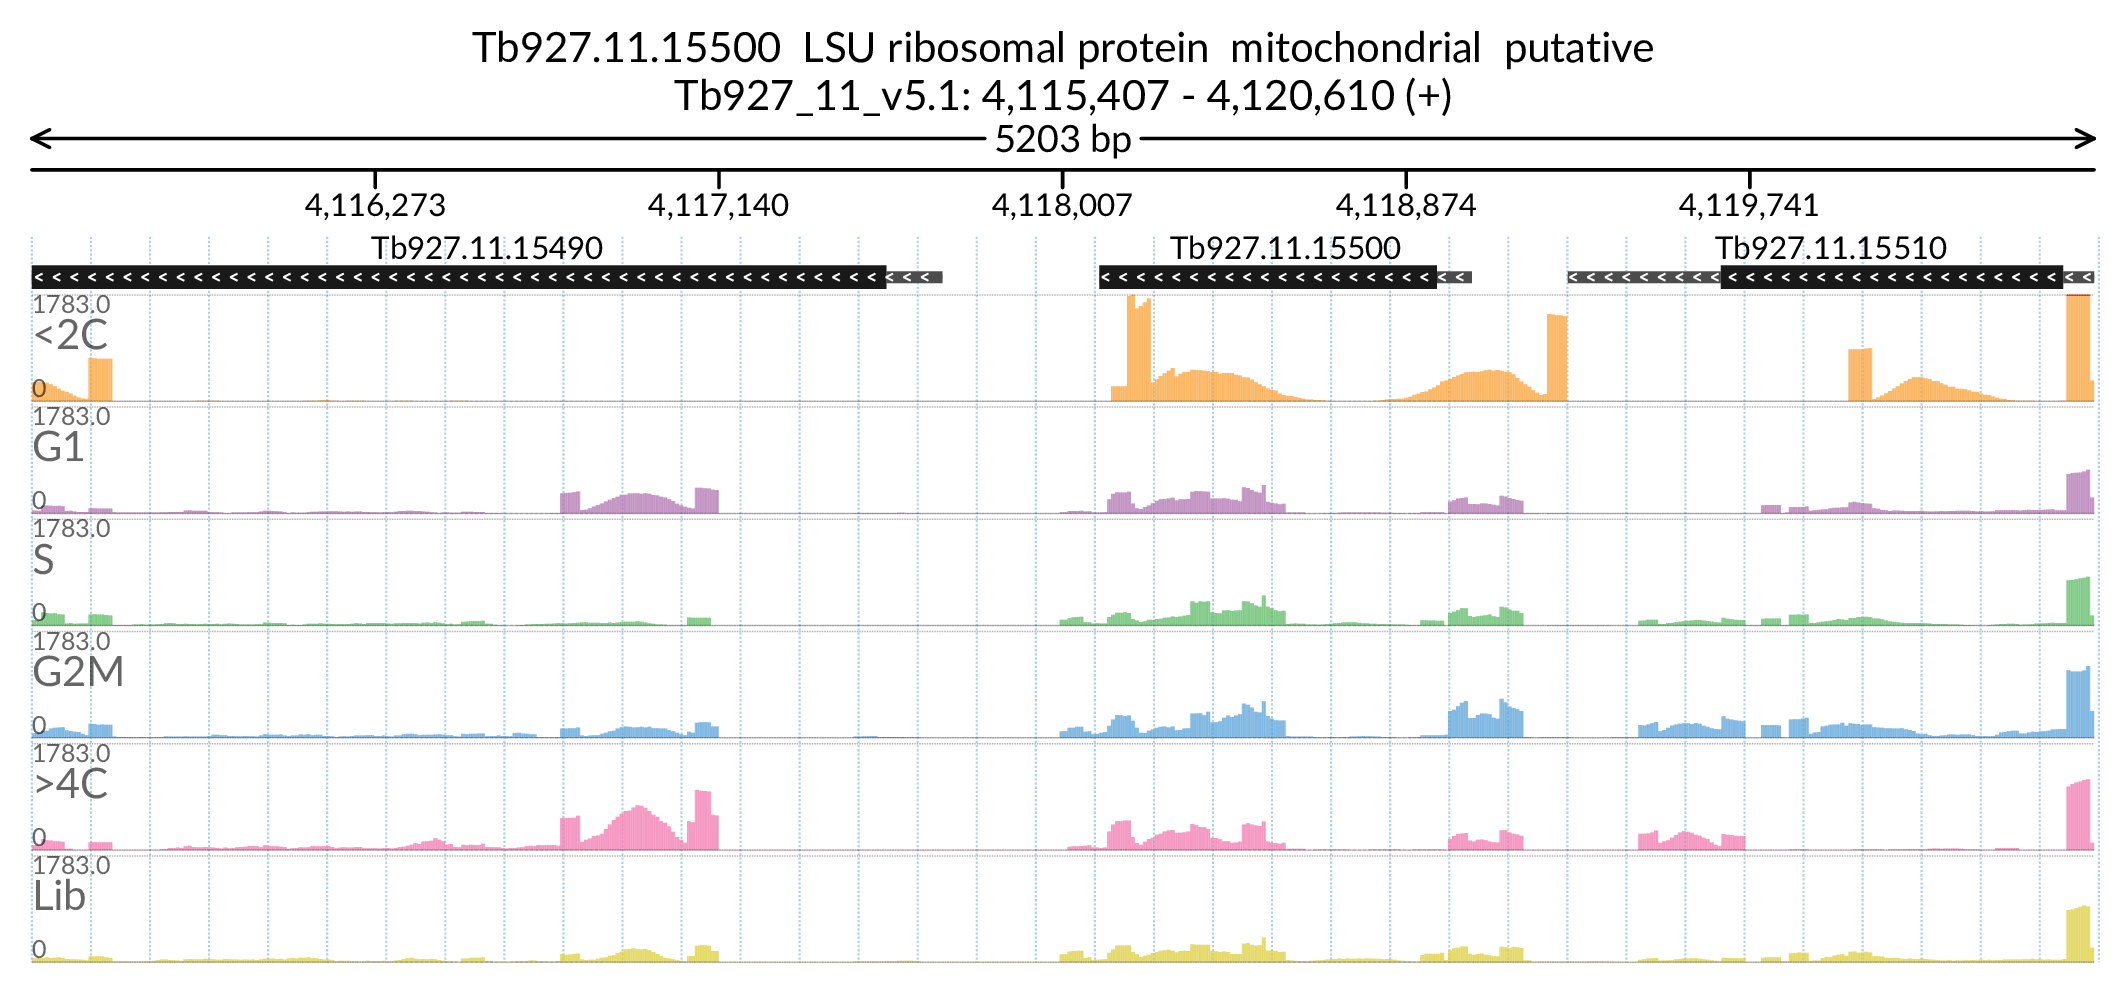 Tb927.11.15500 LSU ribosomal protein mitochondrial putative
Tb927_11_v5.1: 4,115,407 - 4,120,610 (+)
5203 bp
4,116,273 4,117,140 4,118,007 4,118,874 4,119,741
Tb927.11.15490 Tb927.11.15500 Tb927.11.15510
1783.0
<2C
0
1783.0
G1
0
1783.0
S
0
1783.0
G2M
0
1783.0
>4C
0
1783.0
Lib
0